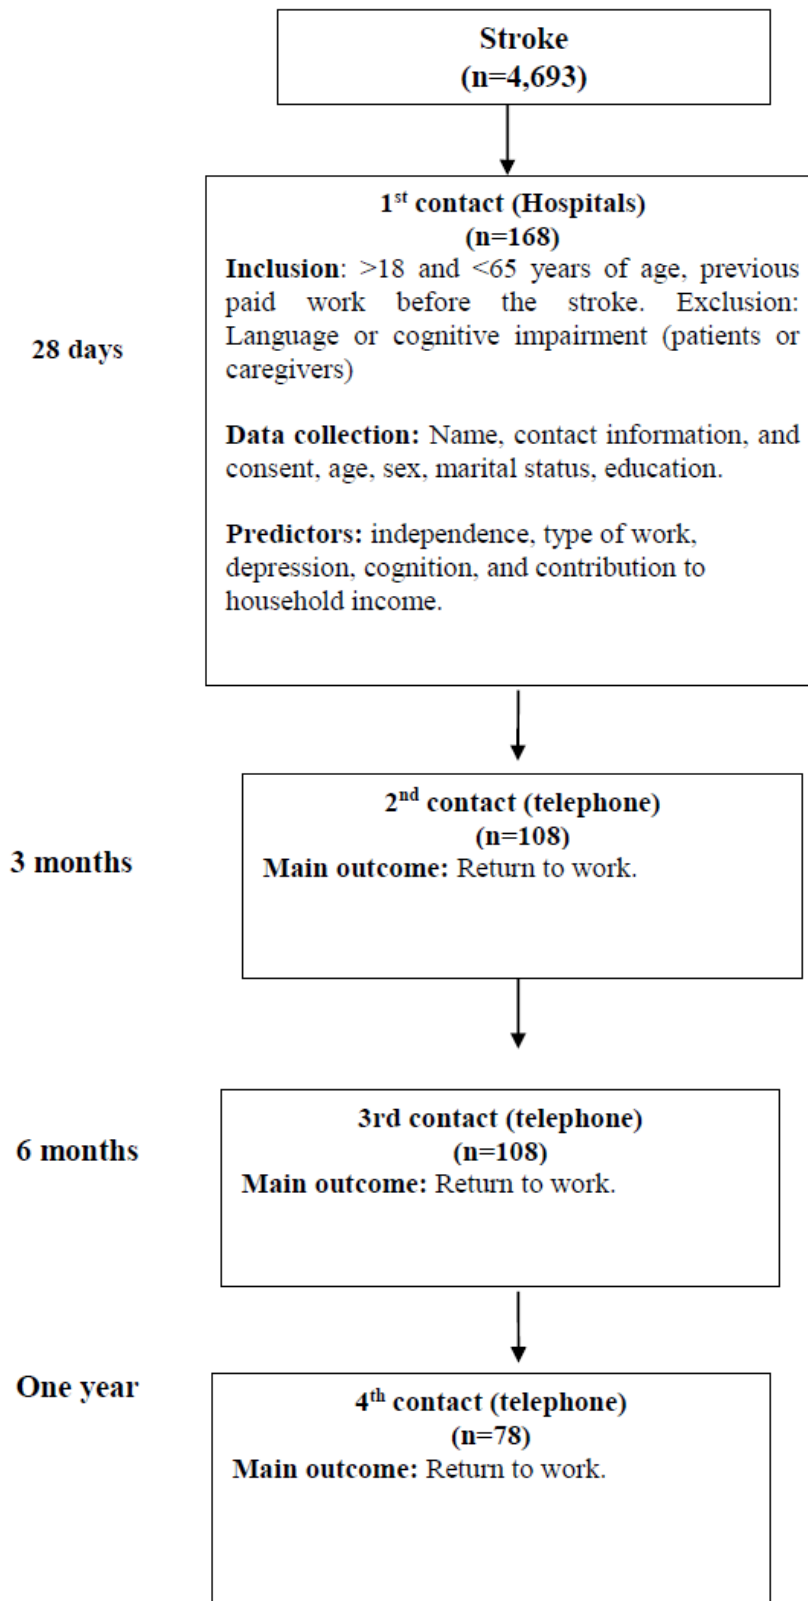 Stroke
(n=4,693)
1st contact (Hospitals)
(n=168)
Inclusion: >18 and <65 years of age, previous
paid work before the stroke. Exclusion:
Language or cognitive impairment (patients or
caregivers)
28 days
Data collection: Name, contact information, and
consent, age, sex, marital status, education.
Predictors: independence, type of work,
depression, cognition, and contribution to
household income.
2nd contact (telephone)
(n=108)
3 months
Main outcome: Return to work.
3rd contact (telephone)
(n=108)
6 months
Main outcome: Return to work.
One year
4th contact (telephone)
(n=78)
Main outcome: Return to work.